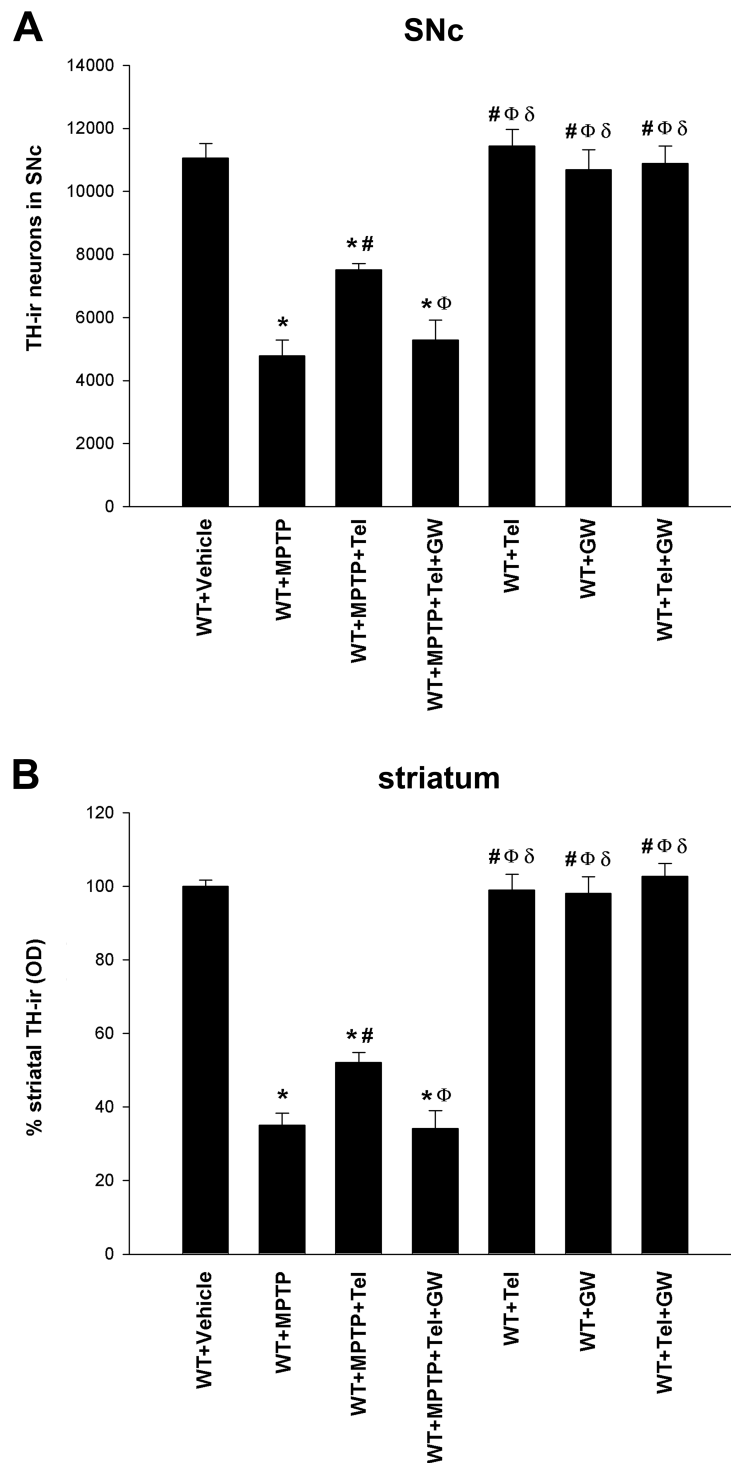 A
SNc
TH-ir neurons in SNc
14000
12000
10000
8000
6000
4000
2000
0
*
*#
*Φ
#Φδ
#Φδ
#Φδ
WT+Vehicle
WT+MPTP
WT+MPTP+Tel
WT+MPTP+Tel+GW
WT+Tel
WT+GW
WT+Tel+GW
B
striatum
% striatal TH-ir (OD)
120
100
80
60
40
20
0
*
*#
*Φ
#Φδ
#Φδ
#Φδ
WT+Vehicle
WT+MPTP
WT+MPTP+Tel
WT+MPTP+Tel+GW
WT+Tel
WT+GW
WT+Tel+GW